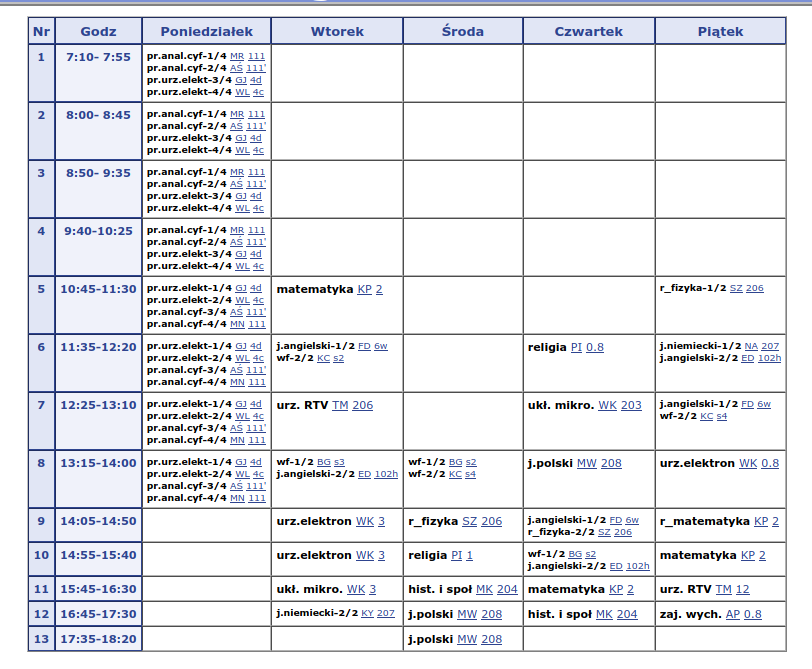 Nr Godz Poniedziałek Wtorek Środa Czwartek Piątek
1 7:10- 7:55
pr.anal.cyf-1/4 MR 111
pr.anal.cyf-2/4 AŚ 111'
pr.urz.elekt-3/4 GJ 4d
pr.urz.elekt-4/4 WL 4c
2 8:00- 8:45
pr.anal.cyf-1/4 MR 111
pr.anal.cyf-2/4 AŚ 111'
pr.urz.elekt-3/4 GJ 4d
pr.urz.elekt-4/4 WL 4c
3 8:50- 9:35
pr.anal.cyf-1/4 MR 111
pr.anal.cyf-2/4 AŚ 111'
pr.urz.elekt-3/4 GJ 4d
pr.urz.elekt-4/4 WL 4c
4 9:40-10:25
pr.anal.cyf-1/4 MR 111
pr.anal.cyf-2/4 AŚ 111'
pr.urz.elekt-3/4 GJ 4d
pr.urz.elekt-4/4 WL 4c
5 10:45-11:30
pr.urz.elekt-1/4 GJ 4d
pr.urz.elekt-2/4 WL 4c
pr.anal.cyf-3/4 AŚ 111'
pr.anal.cyf-4/4 MN 111
matematyka KP 2
r_fizyka-1/2 SZ 206
6 11:35-12:20
pr.urz.elekt-1/4 GJ 4d
pr.urz.elekt-2/4 WL 4c
pr.anal.cyf-3/4 AŚ 111'
pr.anal.cyf-4/4 MN 111
j.angielski-1/2 FD 6w
wf-2/2 KC s2
religia PI 0.8
j.niemiecki-1/2 NA 207
j.angielski-2/2 ED 102h
7 12:25-13:10
pr.urz.elekt-1/4 GJ 4d
pr.urz.elekt-2/4 WL 4c
pr.anal.cyf-3/4 AŚ 111'
pr.anal.cyf-4/4 MN 111
urz. RTV TM 206
ukł. mikro. WK 203
j.angielski-1/2 FD 6w
wf-2/2 KC s4
8 13:15-14:00
pr.urz.elekt-1/4 GJ 4d
pr.urz.elekt-2/4 WL 4c
pr.anal.cyf-3/4 AŚ 111'
pr.anal.cyf-4/4 MN 111
wf-1/2 BG s3
j.angielski-2/2 ED 102h
wf-1/2 BG s2
wf-2/2 KC s4
j.polski MW 208
urz.elektron WK 0.8
9 14:05-14:50
urz.elektron WK 3
r_fizyka SZ 206
j.angielski-1/2 FD 6w
r_fizyka-2/2 SZ 206
r_matematyka KP 2
10 14:55-15:40
urz.elektron WK 3
religia PI 1
wf-1/2 BG s2
j.angielski-2/2 ED 102h
matematyka KP 2
11 15:45-16:30
ukł. mikro. WK 3
hist. i społ MK 204
matematyka KP 2
urz. RTV TM 12
12 16:45-17:30
j.niemiecki-2/2 KY 207
j.polski MW 208
hist. i społ MK 204
zaj. wych. AP 0.8
13 17:35-18:20
j.polski MW 208